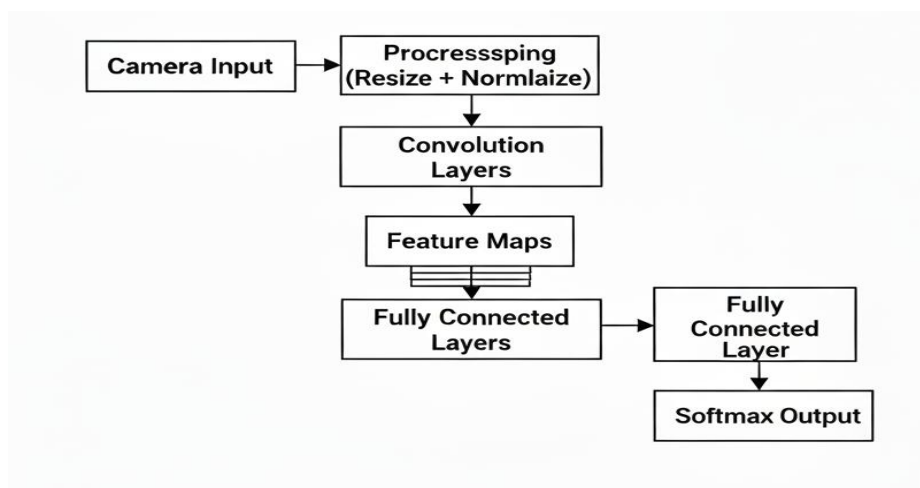 Camera Input
Procresssping
(Resize + Normlaize)
Convolution
Layers
Feature Maps
Fully Connected
Layers
Fully
Connected
Layer
Softmax Output